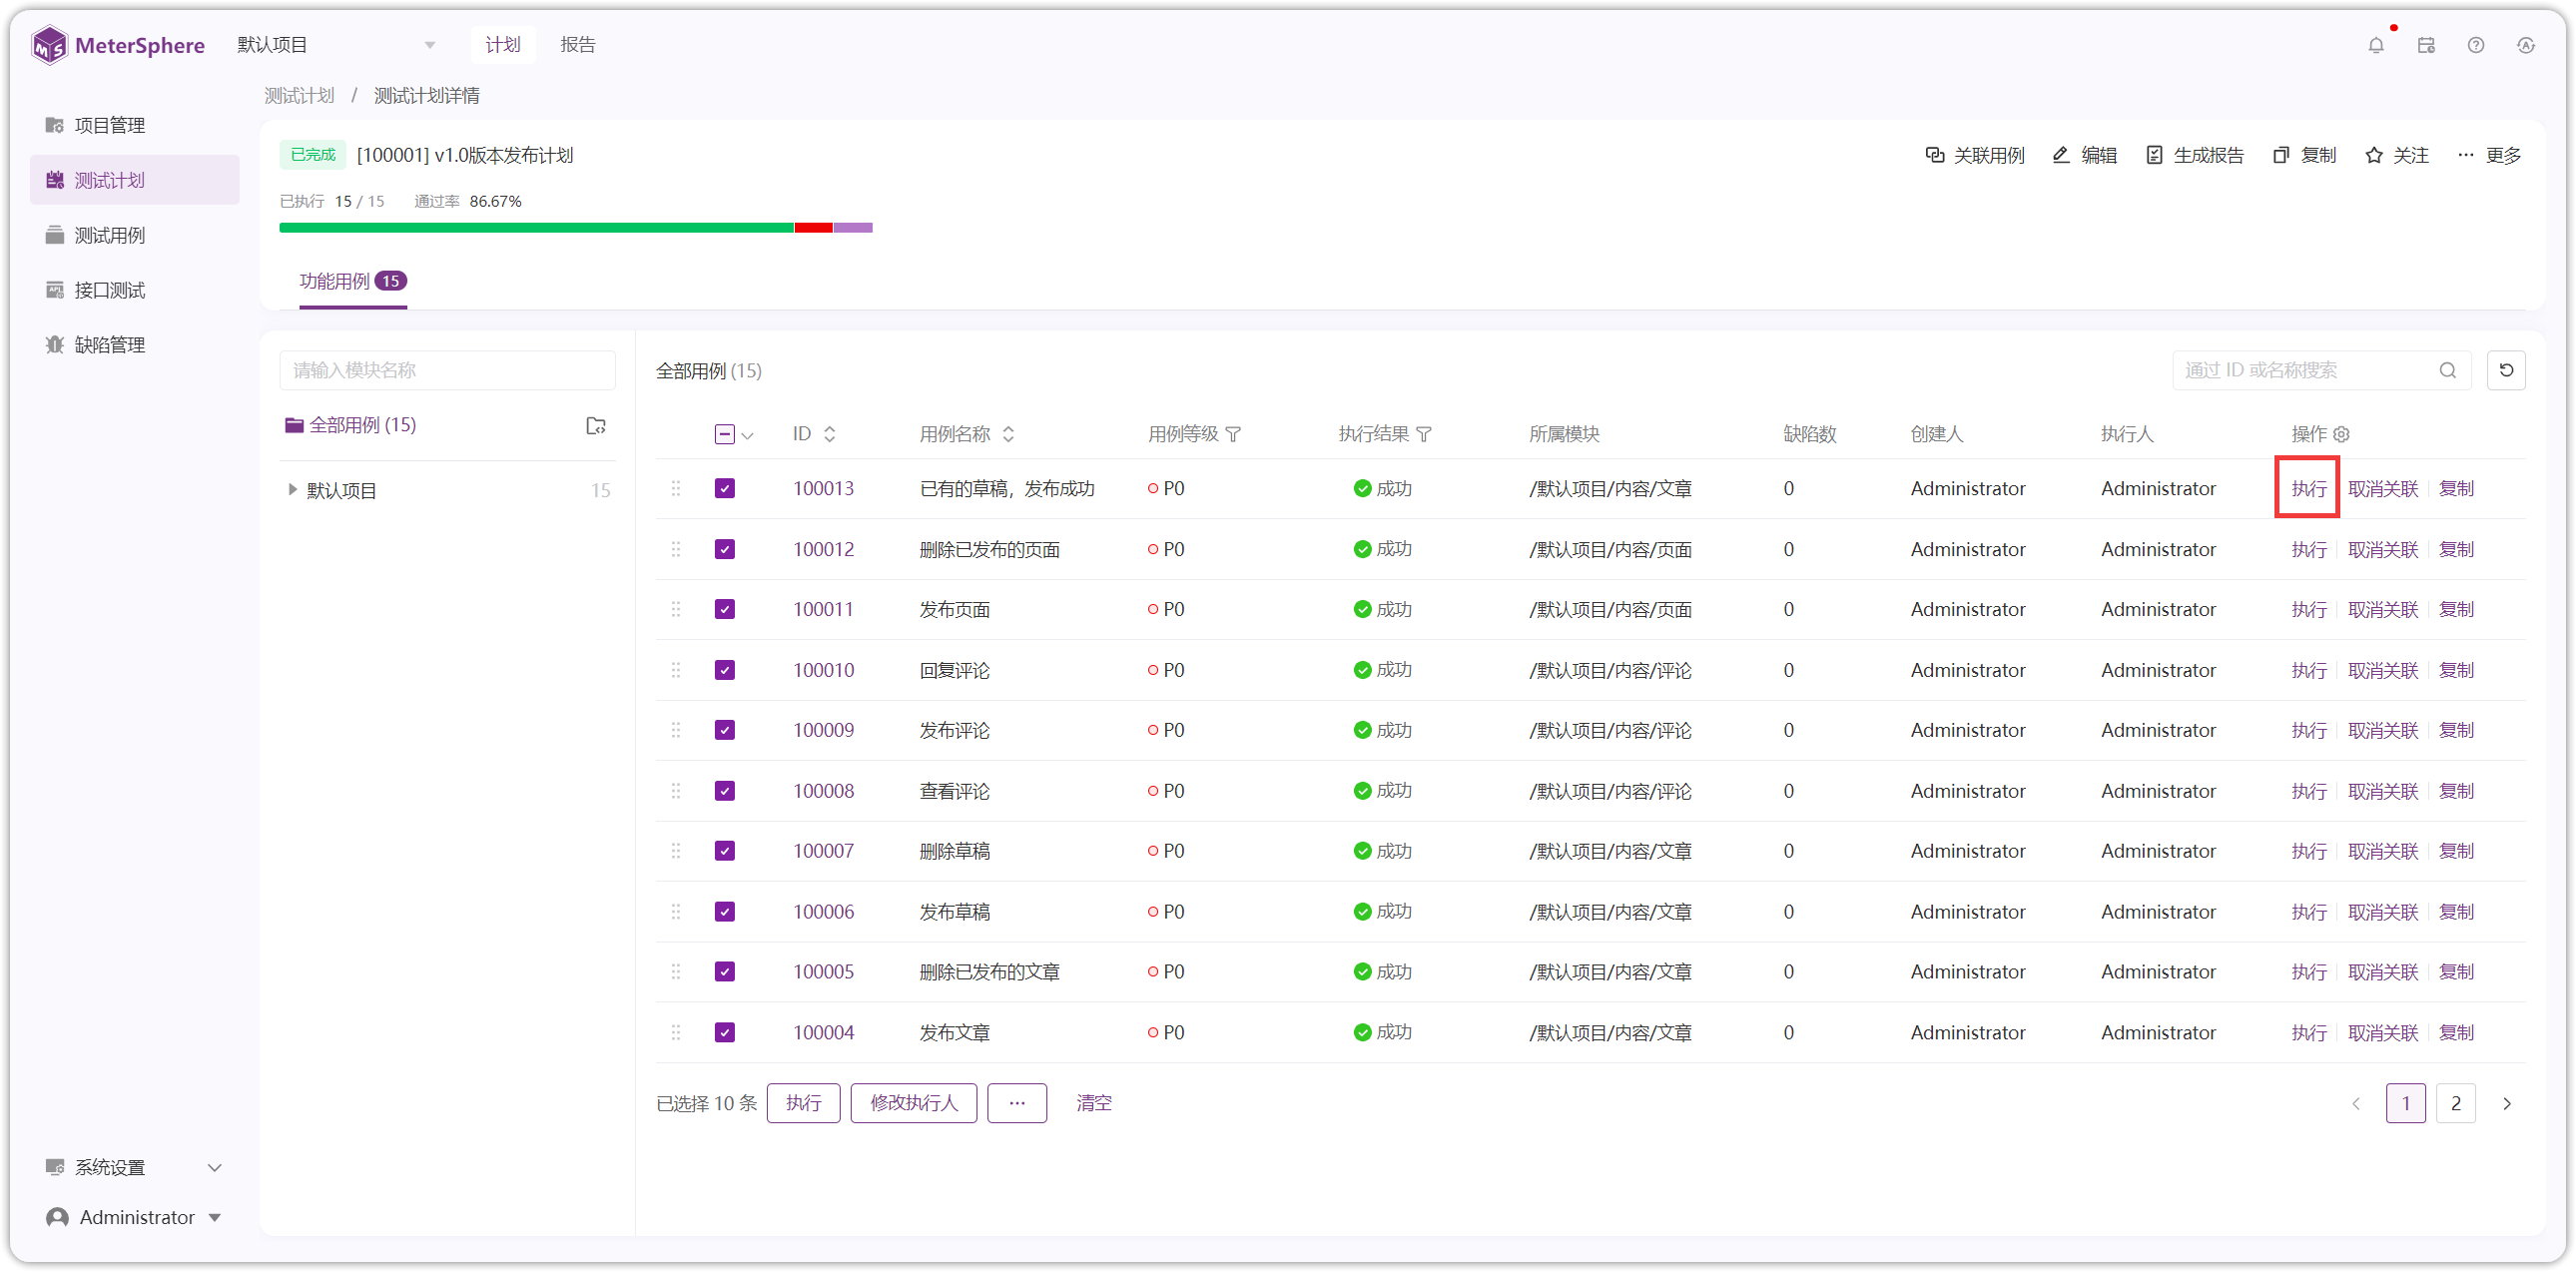 MeterSphere 默认项目 计划 报告
测试计划 / 测试计划详情
项目管理
测试计划
测试用例
接口测试
缺陷管理
系统设置
Administrator
已完成 [100001] v1.0版本发布计划
关联用例 编辑 生成报告 复制 关注 更多
已执行 15 / 15 通过率 86.67%
功能用例 15
请输入模块名称
全部用例 (15)
默认项目 15
全部用例 (15)
通过 ID 或名称搜索
ID 用例名称 用例等级 执行结果 所属模块 缺陷数 创建人 执行人 操作
100013 已有的草稿，发布成功 P0 成功 /默认项目/内容/文章 0 Administrator Administrator 执行 取消关联 复制
100012 删除已发布的页面 P0 成功 /默认项目/内容/页面 0 Administrator Administrator 执行 取消关联 复制
100011 发布页面 P0 成功 /默认项目/内容/页面 0 Administrator Administrator 执行 取消关联 复制
100010 回复评论 P0 成功 /默认项目/内容/评论 0 Administrator Administrator 执行 取消关联 复制
100009 发布评论 P0 成功 /默认项目/内容/评论 0 Administrator Administrator 执行 取消关联 复制
100008 查看评论 P0 成功 /默认项目/内容/评论 0 Administrator Administrator 执行 取消关联 复制
100007 删除草稿 P0 成功 /默认项目/内容/文章 0 Administrator Administrator 执行 取消关联 复制
100006 发布草稿 P0 成功 /默认项目/内容/文章 0 Administrator Administrator 执行 取消关联 复制
100005 删除已发布的文章 P0 成功 /默认项目/内容/文章 0 Administrator Administrator 执行 取消关联 复制
100004 发布文章 P0 成功 /默认项目/内容/文章 0 Administrator Administrator 执行 取消关联 复制
已选择 10 条 执行 修改执行人 ... 清空
1 2